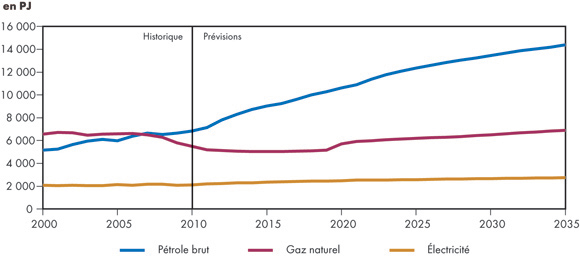 en PJ
16 000
Historique Prévisions
14 000
12 000
10 000
8 000
6 000
4 000
2 000
0
2000 2005 2010 2015 2020 2025 2030 2035
Pétrole brut Gaz naturel Électricité